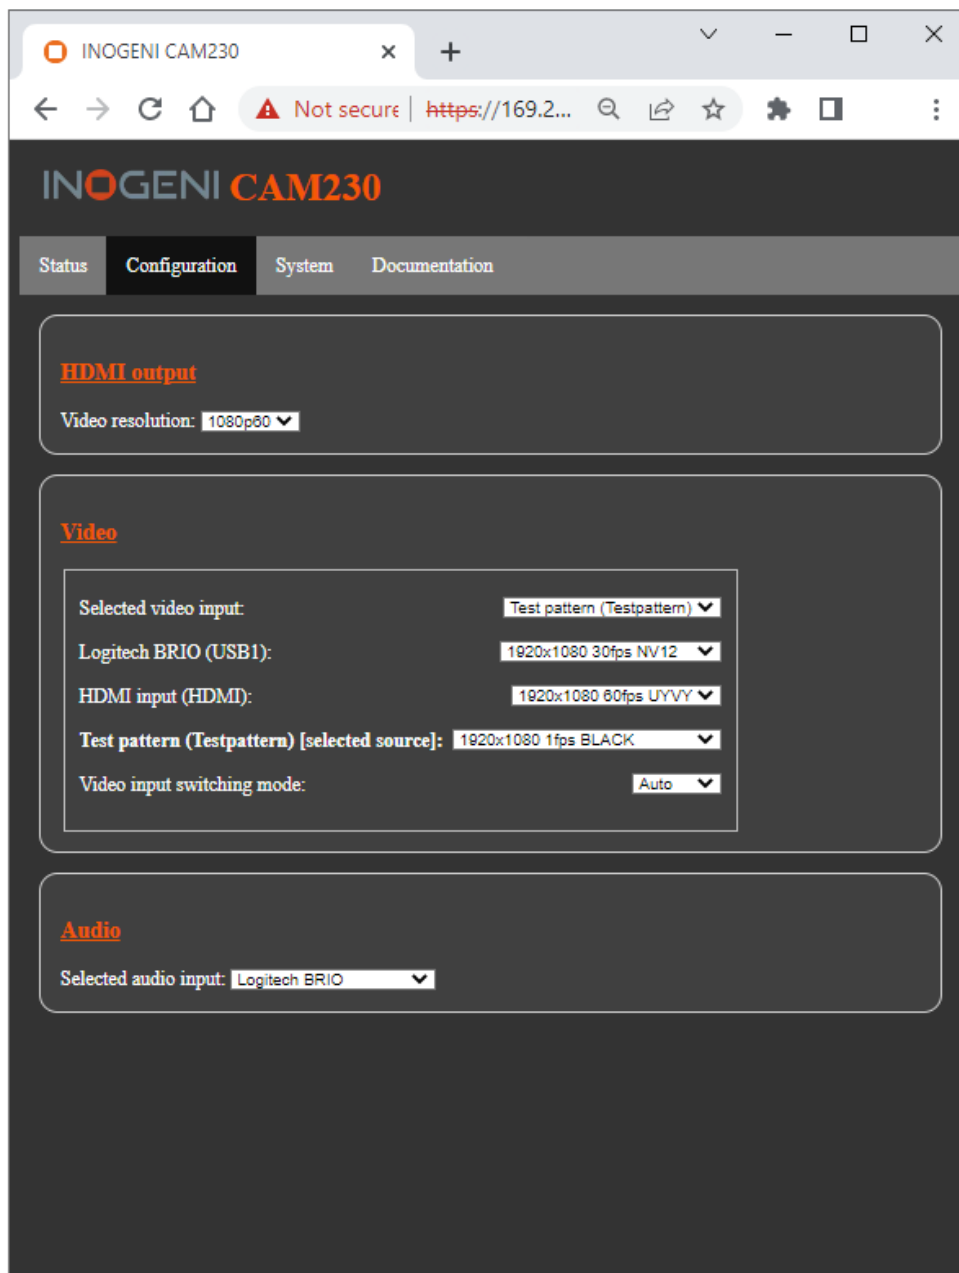 INOGENI CAM230
Not secure https://169.2...
INOGENI CAM230
Status Configuration System Documentation
HDMI output
Video resolution: 1080p60
Video
Selected video input: Test pattern (Testpattern)
Logitech BRIO (USB1): 1920x1080 30fps NV12
HDMI input (HDMI): 1920x1080 60fps UYVY
Test pattern (Testpattern) [selected source]: 1920x1080 1fps BLACK
Video input switching mode: Auto
Audio
Selected audio input: Logitech BRIO